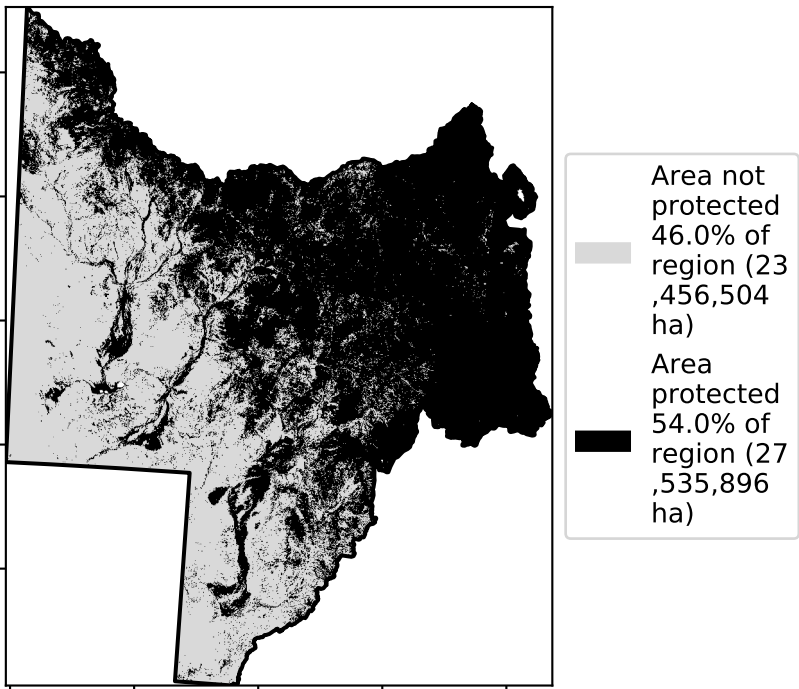 Area not
protected
46.0% of
region (23
,456,504
ha)
Area
protected
54.0% of
region (27
,535,896
ha)